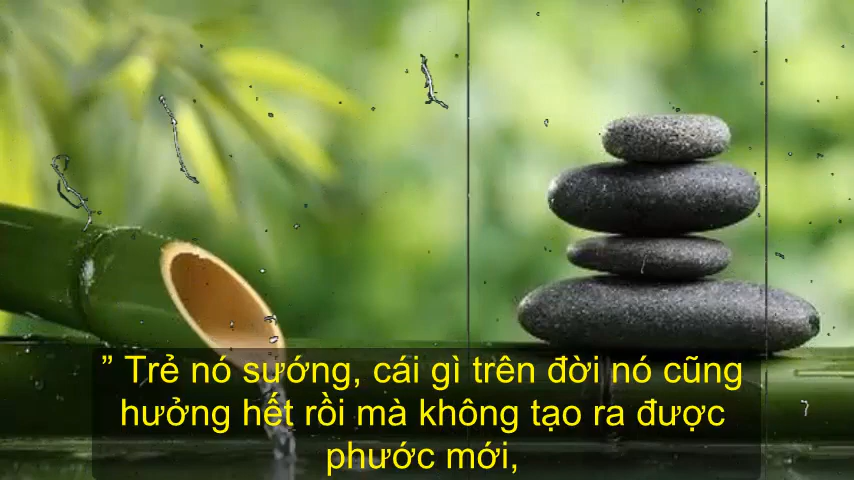 ” Trẻ nó sướng, cái gì trên đời nó cũng
hưởng hết rồi mà không tạo ra được
phước mới,